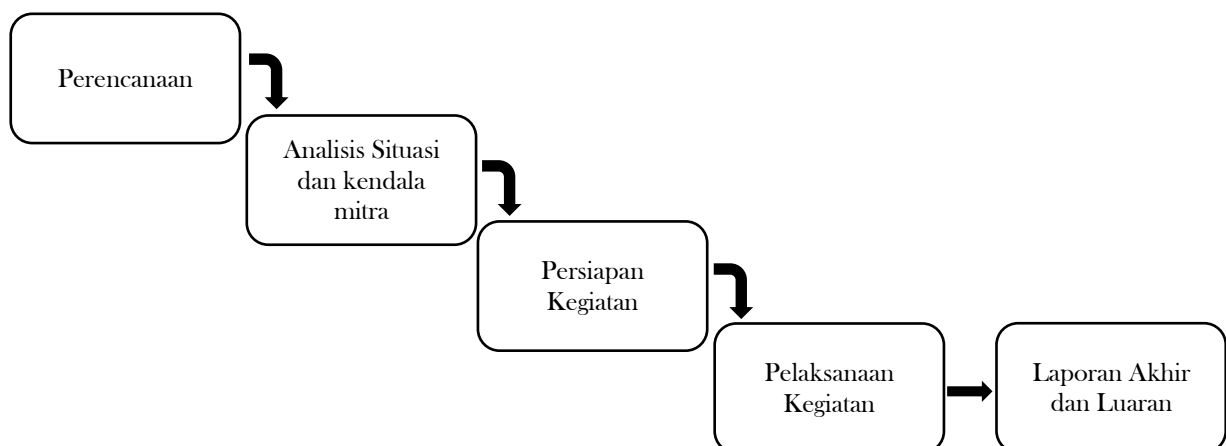 Perencanaan
Analisis Situasi
dan kendala
mitra
Persiapan
Kegiatan
Pelaksanaan
Kegiatan
Laporan Akhir
dan Luaran